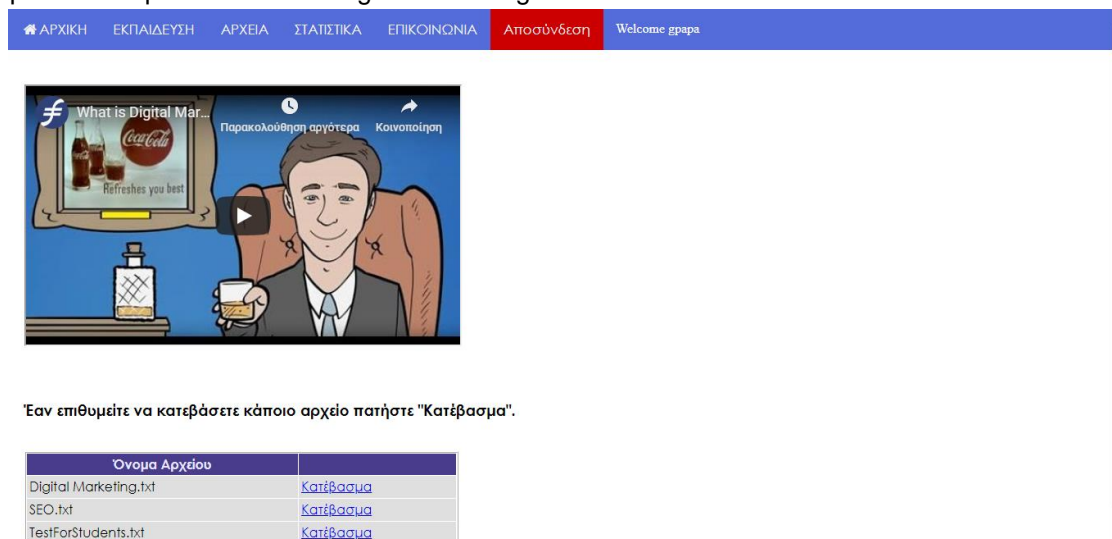 ΑΡΧΙΚΗ ΕΚΠΑΙΔΕΥΣΗ ΑΡΧΕΙΑ ΣΤΑΤΙΣΤΙΚΑ ΕΠΙΚΟΙΝΩΝΙΑ Αποσύνδεση Welcome gpapa
What is Digital Mar...
Παρακολούθηση αργότερα Κοινοποίηση
Coca-Cola
Refreshes you best
Έαν επιθυμείτε να κατεβάσετε κάποιο αρχείο πατήστε "Κατέβασμα".
Όνομα Αρχείου
Digital Marketing.txt Κατέβασμα
SEO.txt Κατέβασμα
TestForStudents.txt Κατέβασμα